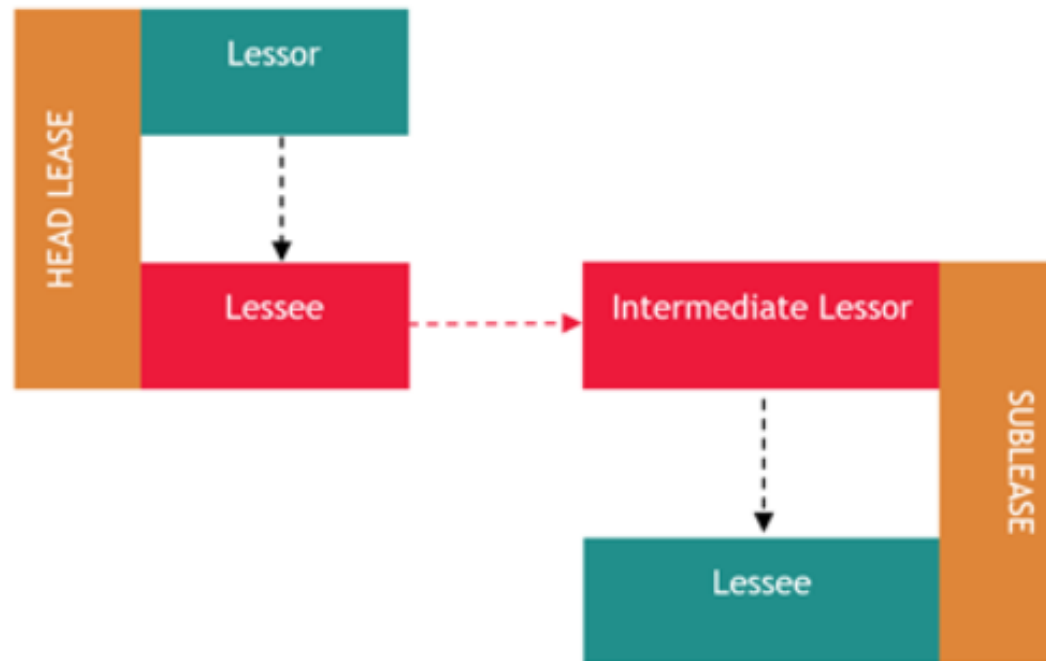 HEAD LEASE
Lessor
Lessee
Intermediate Lessor
SUBLEASE
Lessee